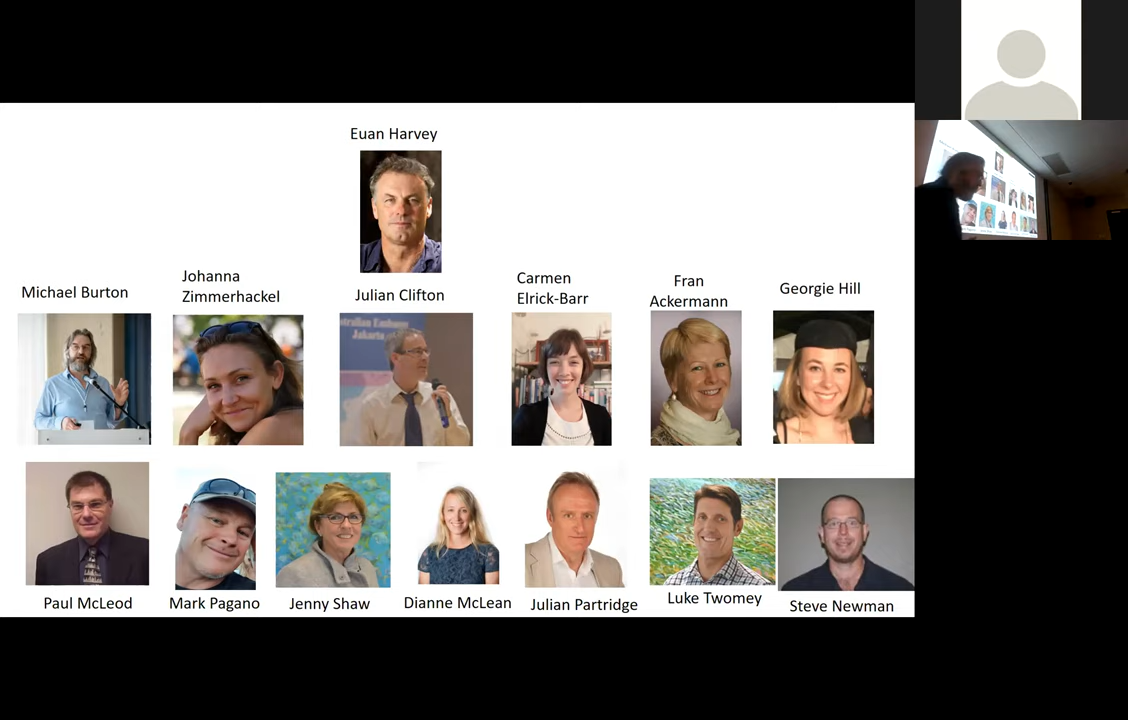 Euan Harvey
Michael Burton
Johanna
Zimmerhackel
Julian Clifton
Carmen
Elrick-Barr
Fran
Ackermann
Georgie Hill
Jakarta
Paul McLeod
Mark Pagano
Jenny Shaw
Dianne McLean
Julian Partridge
Luke Twomey
Steve Newman